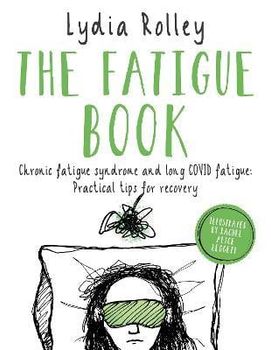 Lydia Rolley
THE FATIGUE
BOOK
Chronic fatigue syndrome and long COVID fatigue:
Practical tips for recovery
ILLUSTRATED
BY RACHEL
ALICE